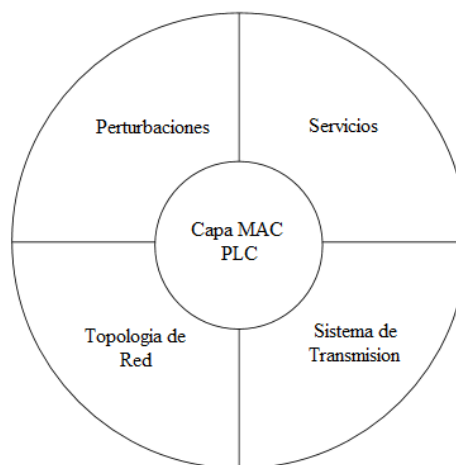 Perturbaciones
Servicios
Capa MAC
PLC
Topologia de
Red
Sistema de
Transmision